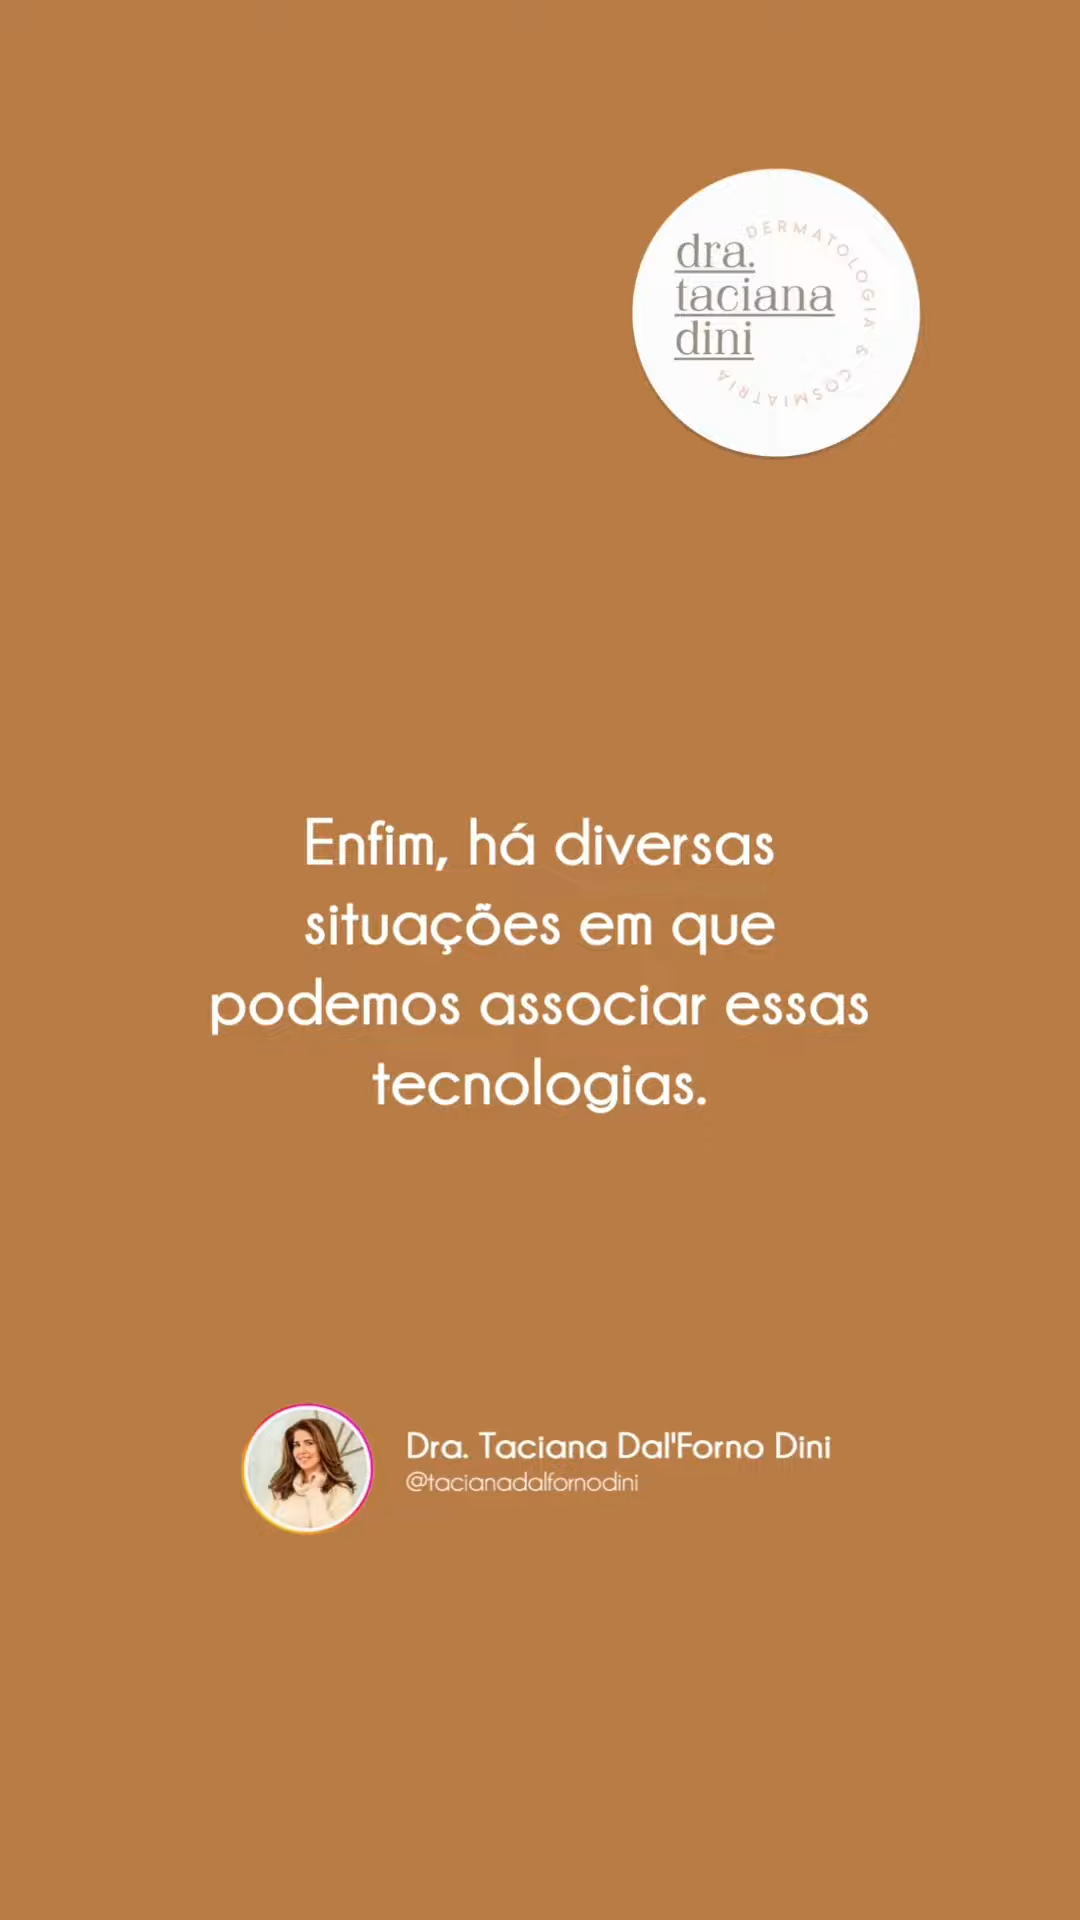 dra.
taciana
dini
DERMATOLOGIA & COSMIATRIA
Enfim, há diversas
situações em que
podemos associar essas
tecnologias.
Dra. Taciana Dal'Forno Dini
@tacianadalfornodini